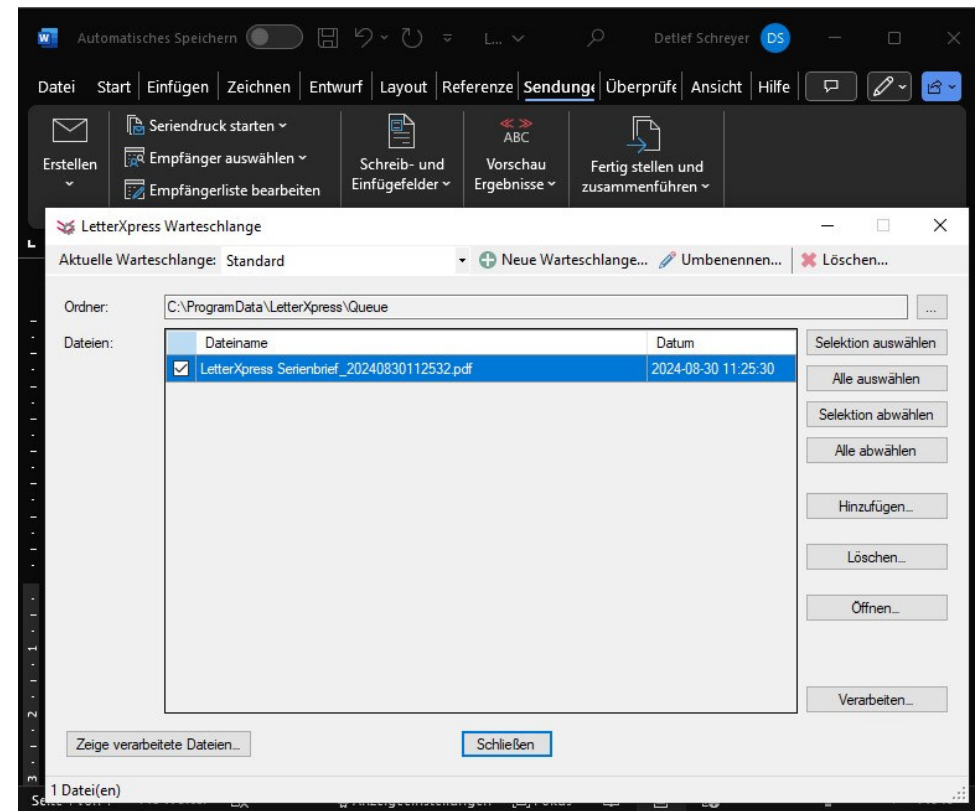 Automatisches Speichern L... Detlef Schreyer DS
Datei Start Einfügen Zeichnen Entwurf Layout Referenze Sendunge Überprüfe Ansicht Hilfe
Erstellen
Seriendruck starten
Empfänger auswählen
Empfängerliste bearbeiten
Schreib- und
Einfügefelder
ABC
Vorschau
Ergebnisse
Fertig stellen und
zusammenführen
LetterXpress Warteschlange
Aktuelle Warteschlange: Standard Neue Warteschlange... Umbenennen... Löschen...
Ordner: C:\ProgramData\LetterXpress\Queue ...
Dateien: Dateiname Datum
LetterXpress Serienbrief_20240830112532.pdf 2024-08-30 11:25:30
Selektion auswählen
Alle auswählen
Selektion abwählen
Alle abwählen
Hinzufügen...
Löschen...
Öffnen...
Verarbeiten...
Zeige verarbeitete Dateien... Schließen
1 Datei(en)